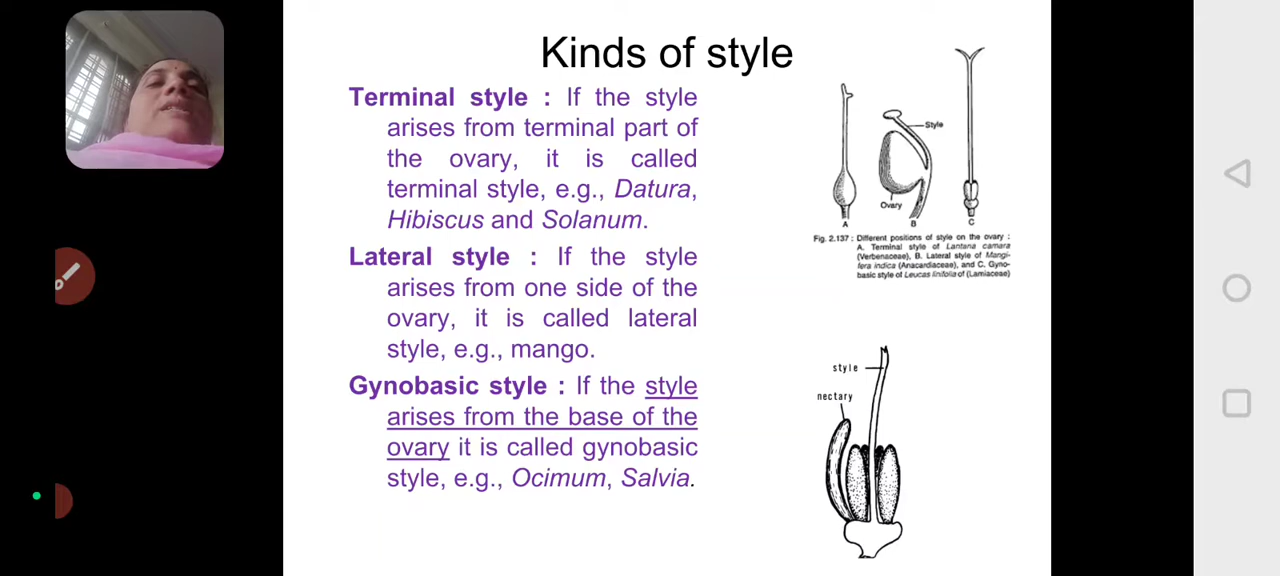 Kinds of style
Terminal style : If the style
arises from terminal part of
the ovary, it is called
terminal style, e.g., Datura,
Hibiscus and Solanum.
Lateral style : If the style
arises from one side of the
ovary, it is called lateral
style, e.g., mango.
Gynobasic style : If the style
arises from the base of the
ovary it is called gynobasic
style, e.g., Ocimum, Salvia.
Style
Ovary
A
B
C
Fig. 2.137 : Different positions of style on the ovary :
A. Terminal style of Lantana camara
(Verbenaceae), B. Lateral style of Mangi-
fera indica (Anacardiaceae), and C. Gyno-
basic style of Leucas linifolia of (Lamiaceae)
style
nectary